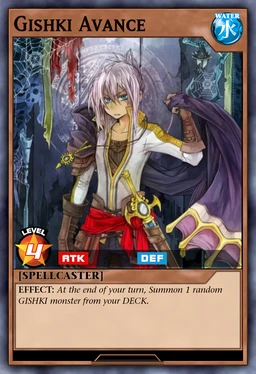 Gishki Avance
WATER
水
LEVEL
4
ATK
DEF
[SPELLCASTER]
EFFECT: At the end of your turn, Summon 1 random
GISHKI monster from your DECK.